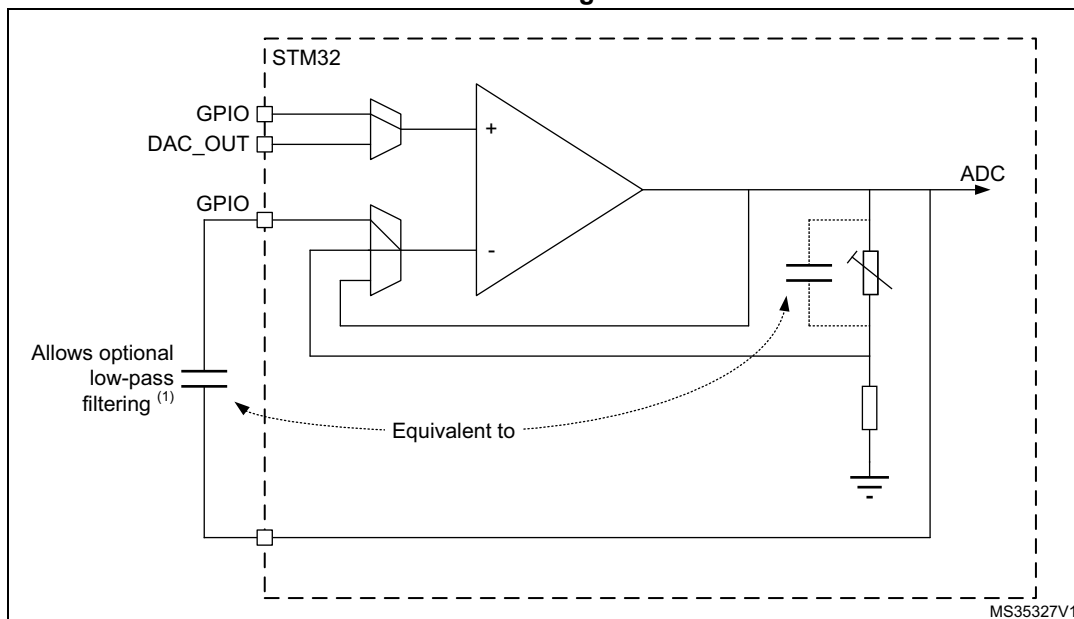 STM32
GPIO
DAC_OUT
GPIO
+
-
ADC
Allows optional
low-pass
filtering (1)
Equivalent to
MS35327V1